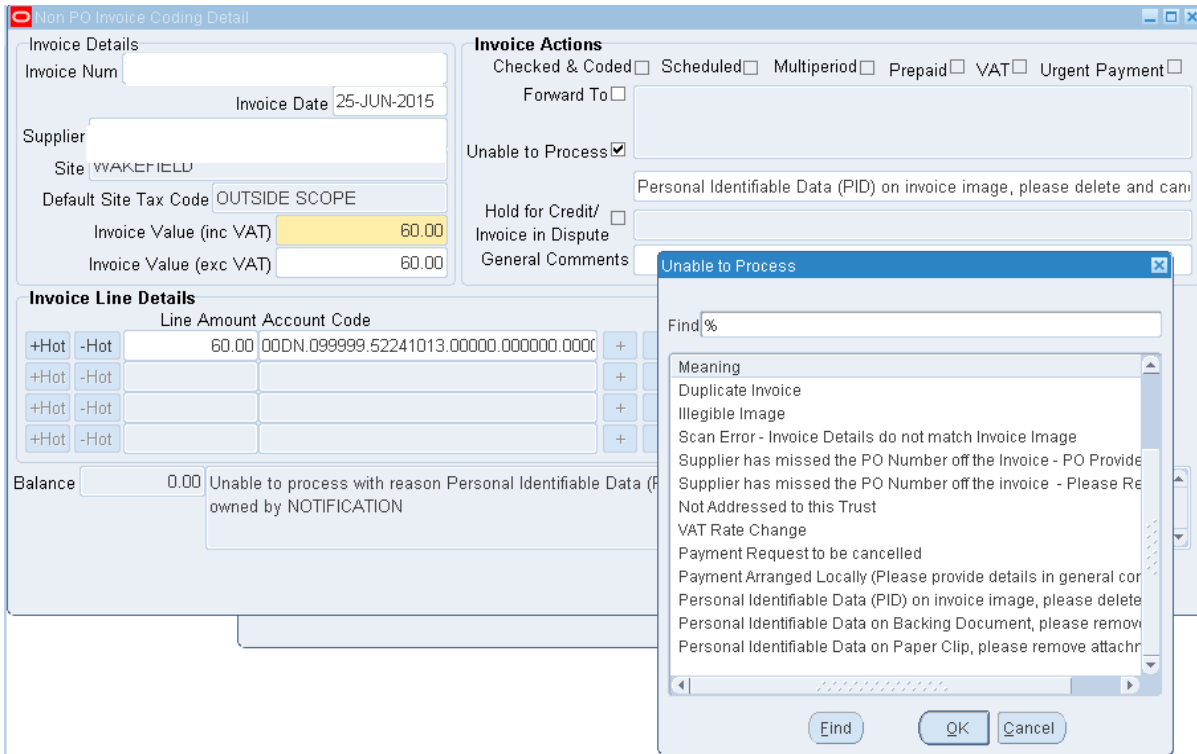 Non PO Invoice Coding Detail
Invoice Details
Invoice Num
Invoice Date 25-JUN-2015
Supplier
Site WAKEFIELD
Default Site Tax Code OUTSIDE SCOPE
Invoice Value (inc VAT) 60.00
Invoice Value (exc VAT) 60.00
Invoice Actions
Checked & Coded Scheduled Multiperiod Prepaid VAT Urgent Payment
Forward To
Unable to Process
Personal Identifiable Data (PID) on invoice image, please delete and can
Hold for Credit/
Invoice in Dispute
General Comments
Invoice Line Details
Line Amount Account Code
+Hot -Hot 60.00 00DN.099999.52241013.00000.000000.0000 +
+Hot -Hot +
+Hot -Hot +
+Hot -Hot +
Balance 0.00 Unable to process with reason Personal Identifiable Data (
owned by NOTIFICATION
Unable to Process
Find %
Meaning
Duplicate Invoice
Illegible Image
Scan Error - Invoice Details do not match Invoice Image
Supplier has missed the PO Number off the Invoice - PO Provide
Supplier has missed the PO Number off the invoice - Please Re
Not Addressed to this Trust
VAT Rate Change
Payment Request to be cancelled
Payment Arranged Locally (Please provide details in general cor
Personal Identifiable Data (PID) on invoice image, please delete
Personal Identifiable Data on Backing Document, please remov
Personal Identifiable Data on Paper Clip, please remove attachr
Find OK Cancel